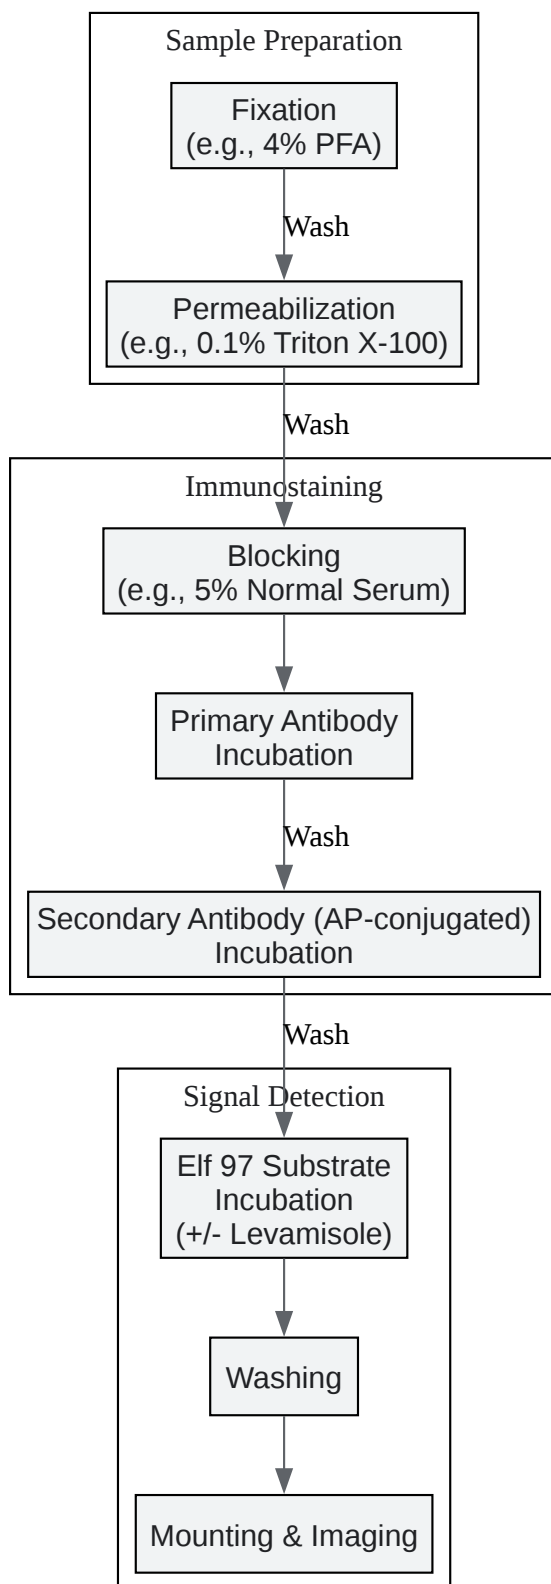 Sample Preparation
Fixation
(e.g., 4% PFA)
Wash
Permeabilization
(e.g., 0.1% Triton X-100)
Wash
Immunostaining
Blocking
(e.g., 5% Normal Serum)
Primary Antibody
Incubation
Wash
Secondary Antibody (AP-conjugated)
Incubation
Wash
Signal Detection
Elf 97 Substrate
Incubation
(+/- Levamisole)
Washing
Mounting & Imaging